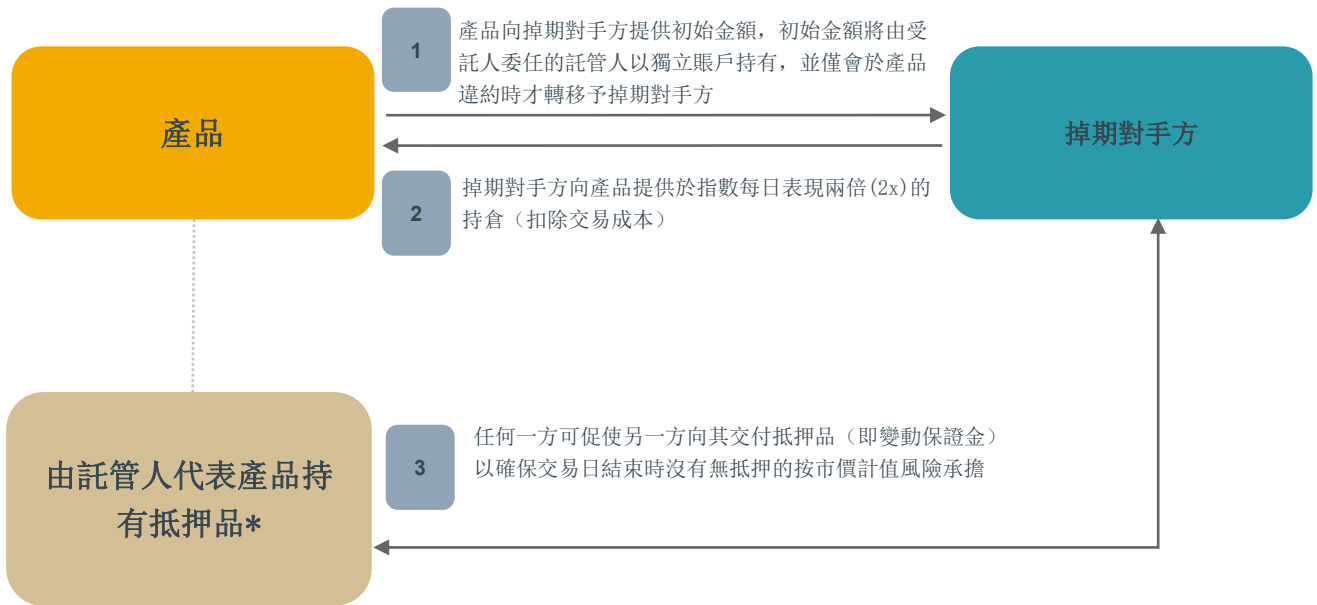 1
產品向掉期對手方提供初始金額，初始金額將由受
託人委任的託管人以獨立賬戶持有，並僅會於產品
違約時才轉移予掉期對手方
產品
掉期對手方
2
掉期對手方向產品提供於指數每日表現兩倍(2x)的
持倉（扣除交易成本）
3
任何一方可促使另一方向其交付抵押品（即變動保證金）
以確保交易日結束時沒有無抵押的按市價計值風險承擔
由託管人代表產品持
有抵押品*